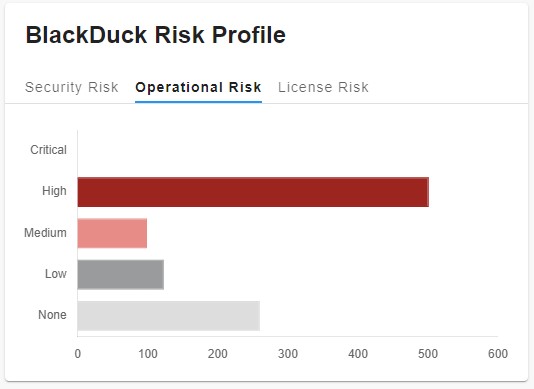 BlackDuck Risk Profile
Security Risk Operational Risk License Risk
Critical
High
Medium
Low
None
0 100 200 300 400 500 600